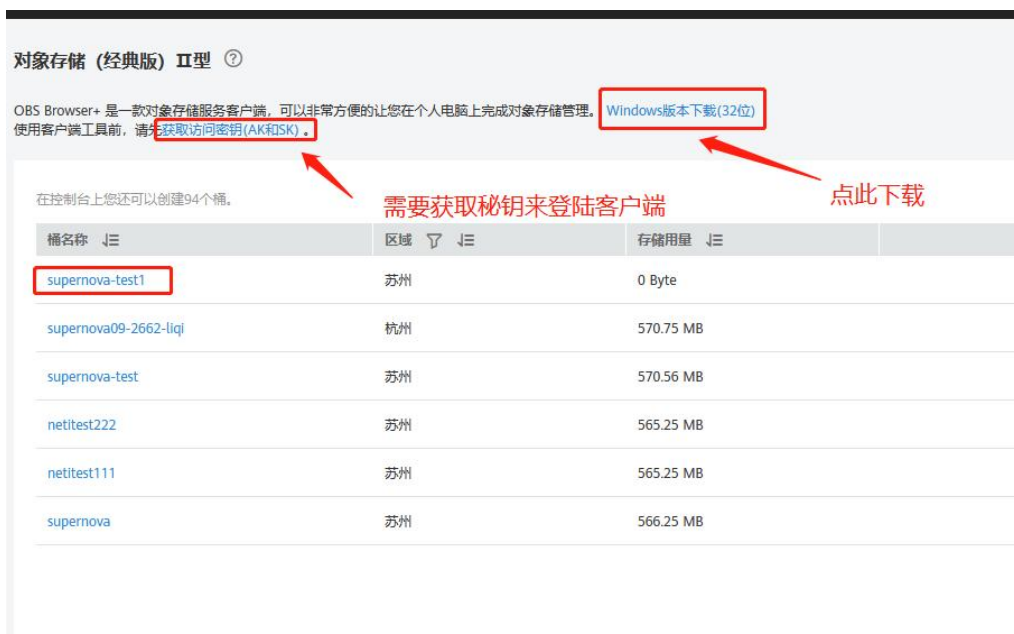 对象存储（经典版）II型 ?
OBS Browser+ 是一款对象存储服务客户端，可以非常方便的让您在个人电脑上完成对象存储管理。 Windows版本下载(32位)
使用客户端工具前，请先获取访问密钥(AK和SK) 。
点此下载
需要获取秘钥来登陆客户端
在控制台上您还可以创建94个桶。
桶名称 区域 存储用量
supernova-test1 苏州 0 Byte
supernova09-2662-liqi 杭州 570.75 MB
supernova-test 苏州 570.56 MB
netitest222 苏州 565.25 MB
netitest111 苏州 565.25 MB
supernova 苏州 566.25 MB